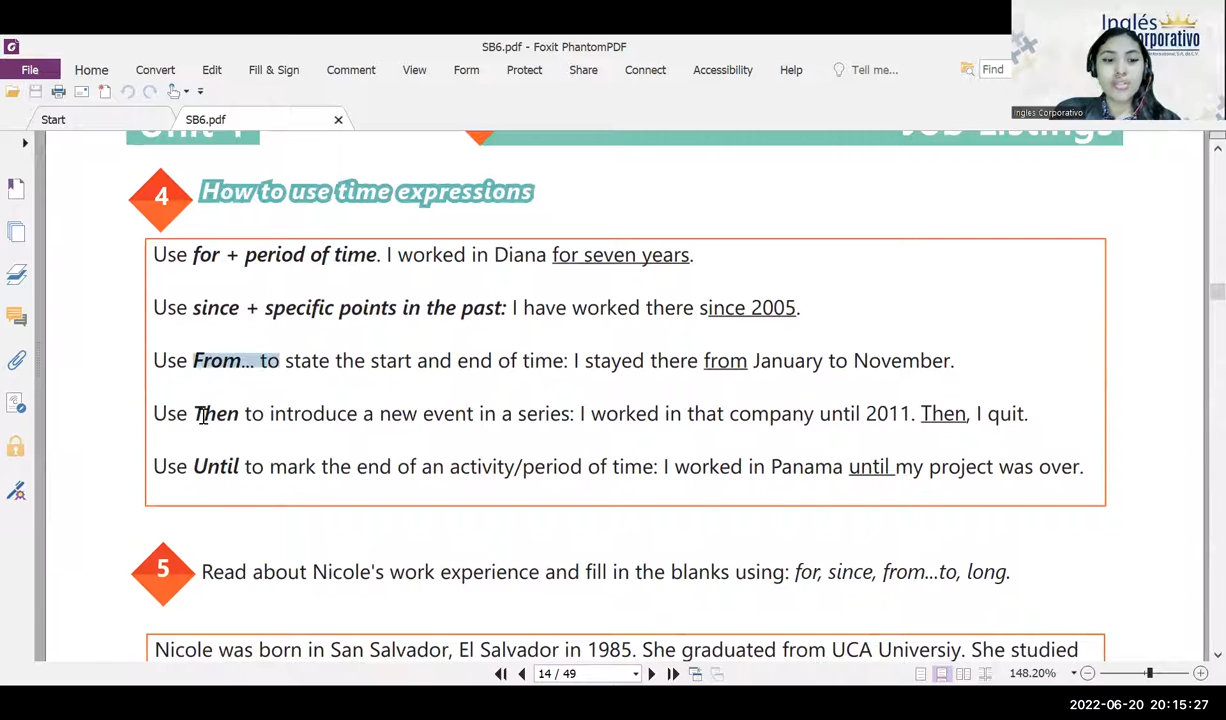 Inglés
Corporativo
Internacional, S.A. de C.V.
SB6.pdf - Foxit PhantomPDF
File Home Convert Edit Fill & Sign Comment View Form Protect Share Connect Accessibility Help Tell me... Find
Ingles Corporativo
Start SB6.pdf
Unit 1 Job Listings
4 How to use time expressions
Use for + period of time. I worked in Diana for seven years.
Use since + specific points in the past: I have worked there since 2005.
Use From... to state the start and end of time: I stayed there from January to November.
Use Then to introduce a new event in a series: I worked in that company until 2011. Then, I quit.
Use Until to mark the end of an activity/period of time: I worked in Panama until my project was over.
5 Read about Nicole's work experience and fill in the blanks using: for, since, from...to, long.
Nicole was born in San Salvador, El Salvador in 1985. She graduated from UCA Universiy. She studied
14 / 49 148.20%
2022-06-20 20:15:27